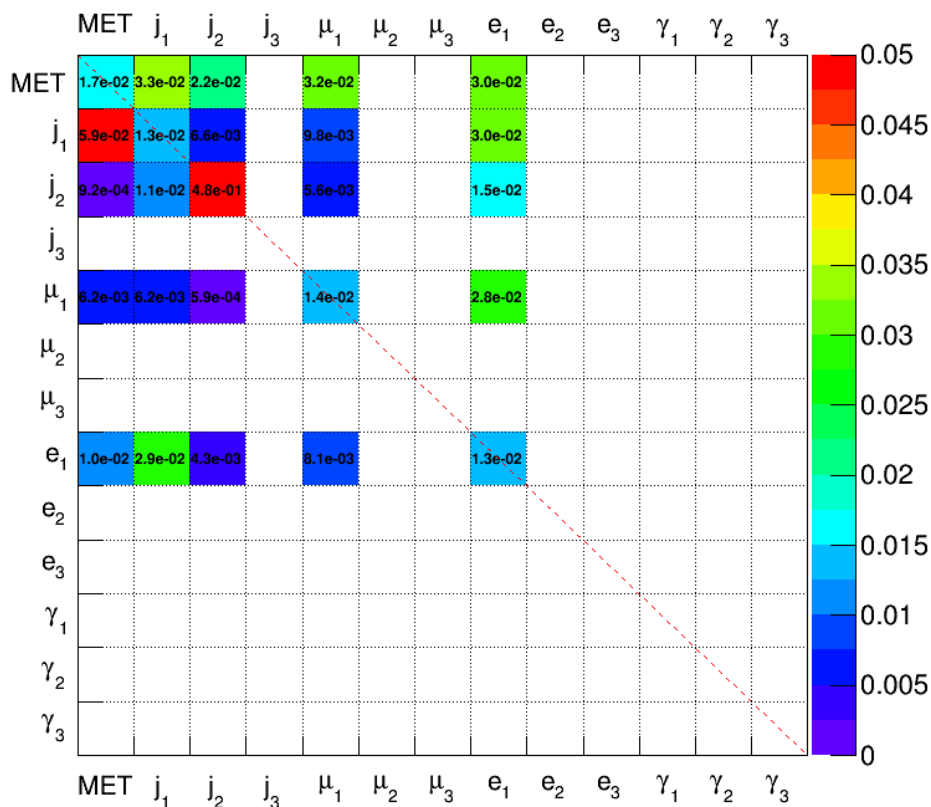 MET j₁ j₂ j₃ μ₁ μ₂ μ₃ e₁ e₂ e₃ γ₁ γ₂ γ₃
MET 1.7e-02 3.3e-02 2.2e-02 3.2e-02 3.0e-02
j₁ 5.9e-02 1.3e-02 6.6e-03 9.8e-03 3.0e-02
j₂ 9.2e-04 1.1e-02 4.8e-01 5.6e-03 1.5e-02
j₃
μ₁ 6.2e-03 6.2e-03 5.9e-04 1.4e-02 2.8e-02
μ₂
μ₃
e₁ 1.0e-02 2.9e-02 4.3e-03 8.1e-03 1.3e-02
e₂
e₃
γ₁
γ₂
γ₃
MET j₁ j₂ j₃ μ₁ μ₂ μ₃ e₁ e₂ e₃ γ₁ γ₂ γ₃
0.05
0.045
0.04
0.035
0.03
0.025
0.02
0.015
0.01
0.005
0